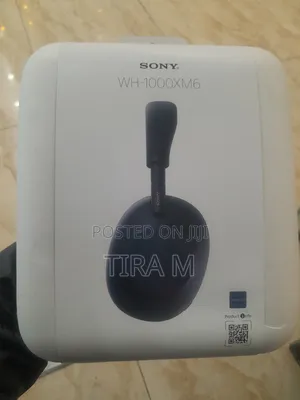 SONY
WH-1000XM6
POSTED ON JIJI
TIRA M